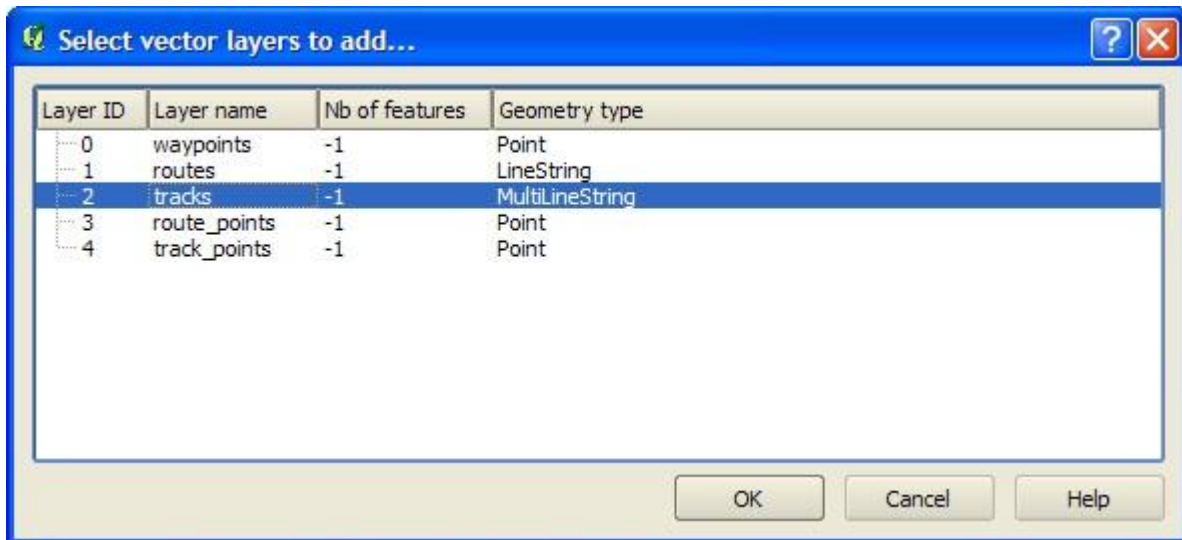 Select vector layers to add...
Layer ID Layer name Nb of features Geometry type
0 waypoints -1 Point
1 routes -1 LineString
2 tracks -1 MultiLineString
3 route_points -1 Point
4 track_points -1 Point
OK Cancel Help